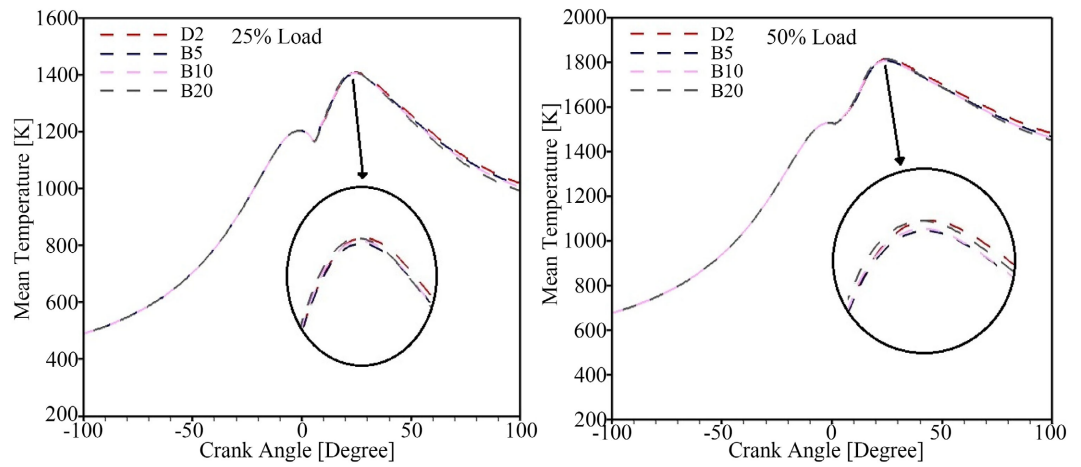 1600
1400
1200
1000
800
600
400
200
Mean Temperature [K]
D2
B5
B10
B20
25% Load
-100
-50
0
50
100
Crank Angle [Degree]
2000
1800
1600
1400
1200
1000
800
600
400
200
Mean Temperature [K]
D2
B5
B10
B20
50% Load
-100
-50
0
50
100
Crank Angle [Degree]